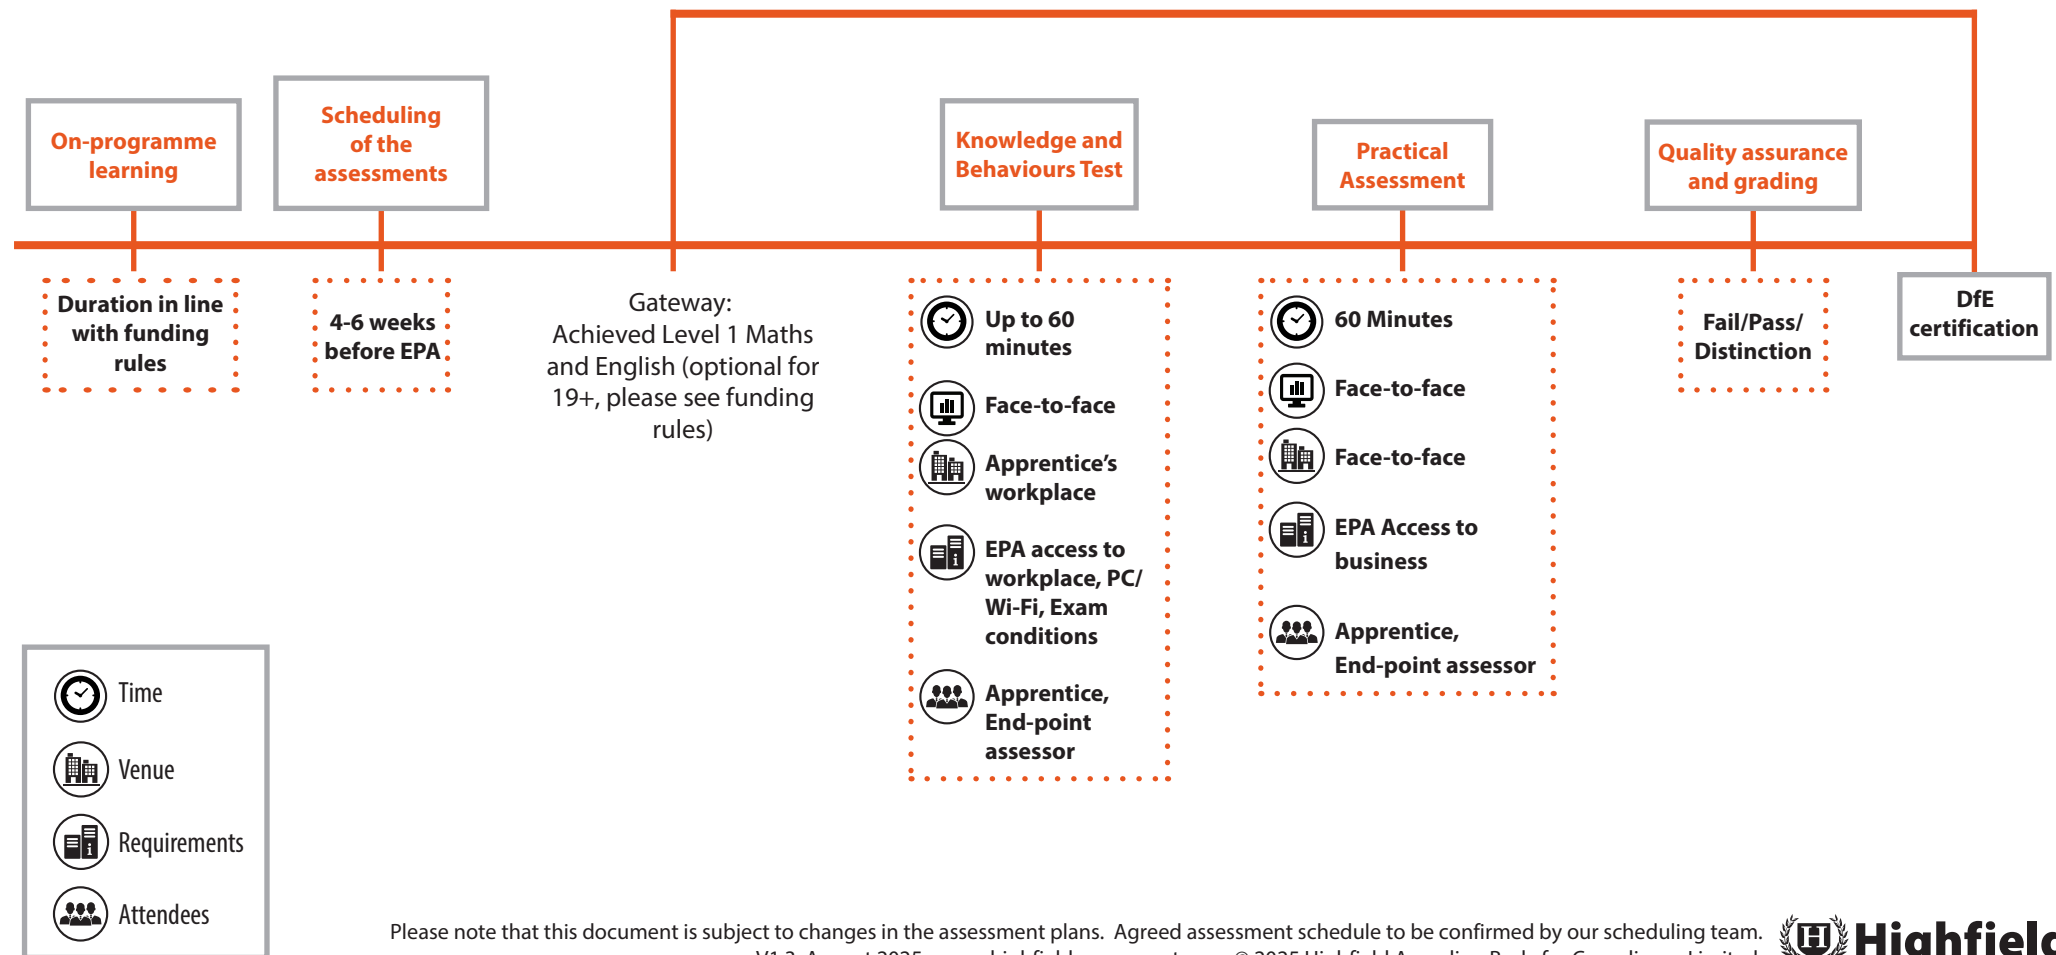 On-programme
learning
Scheduling
of the
assessments
Knowledge and
Behaviours Test
Practical
Assessment
Quality assurance
and grading
Duration in line
with funding
rules
4-6 weeks
before EPA
Gateway:
Achieved Level 1 Maths
and English (optional for
19+, please see funding
rules)
Up to 60
minutes
Face-to-face
Apprentice's
workplace
EPA access to
workplace, PC/
Wi-Fi, Exam
conditions
Apprentice,
End-point
assessor
60 Minutes
Face-to-face
Face-to-face
EPA Access to
business
Apprentice,
End-point assessor
Fail/Pass/
Distinction
DfE
certification
Time
Venue
Requirements
Attendees
Please note that this document is subject to changes in the assessment plans. Agreed assessment schedule to be confirmed by our scheduling team.
Highfield